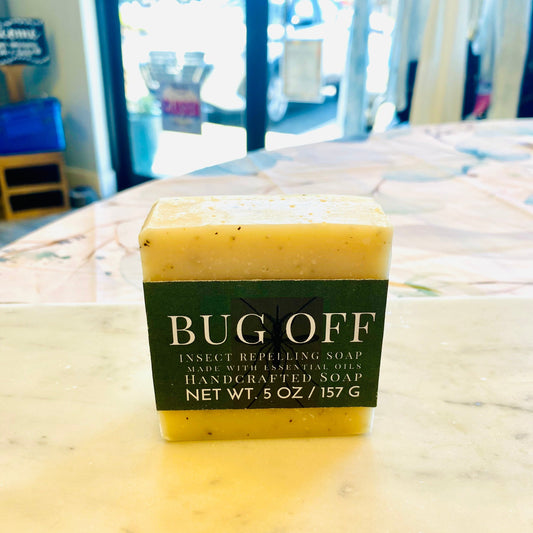 BUG OFF
INSECT REPELLING SOAP
MADE WITH ESSENTIAL OILS
HANDCRAFTED SOAP
NET WT. 5 OZ / 157 G